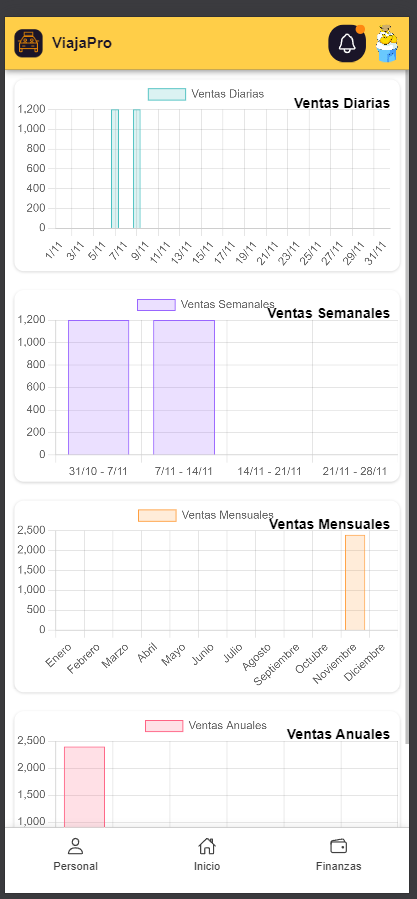 ViajaPro
Ventas Diarias
Ventas Diarias
1,200
1,000
800
600
400
200
0
1/11 3/11 5/11 7/11 9/11 11/11 13/11 15/11 17/11 19/11 21/11 23/11 25/11 27/11 29/11 31/11
Ventas Semanales
Ventas Semanales
1,200
1,000
800
600
400
200
0
31/10 - 7/11 7/11 - 14/11 14/11 - 21/11 21/11 - 28/11
Ventas Mensuales
Ventas Mensuales
2,500
2,000
1,500
1,000
500
0
Enero Febrero Marzo Abril Mayo Junio Julio Agosto Septiembre Octubre Noviembre Diciembre
Ventas Anuales
Ventas Anuales
2,500
2,000
1,500
1,000
Personal Inicio Finanzas